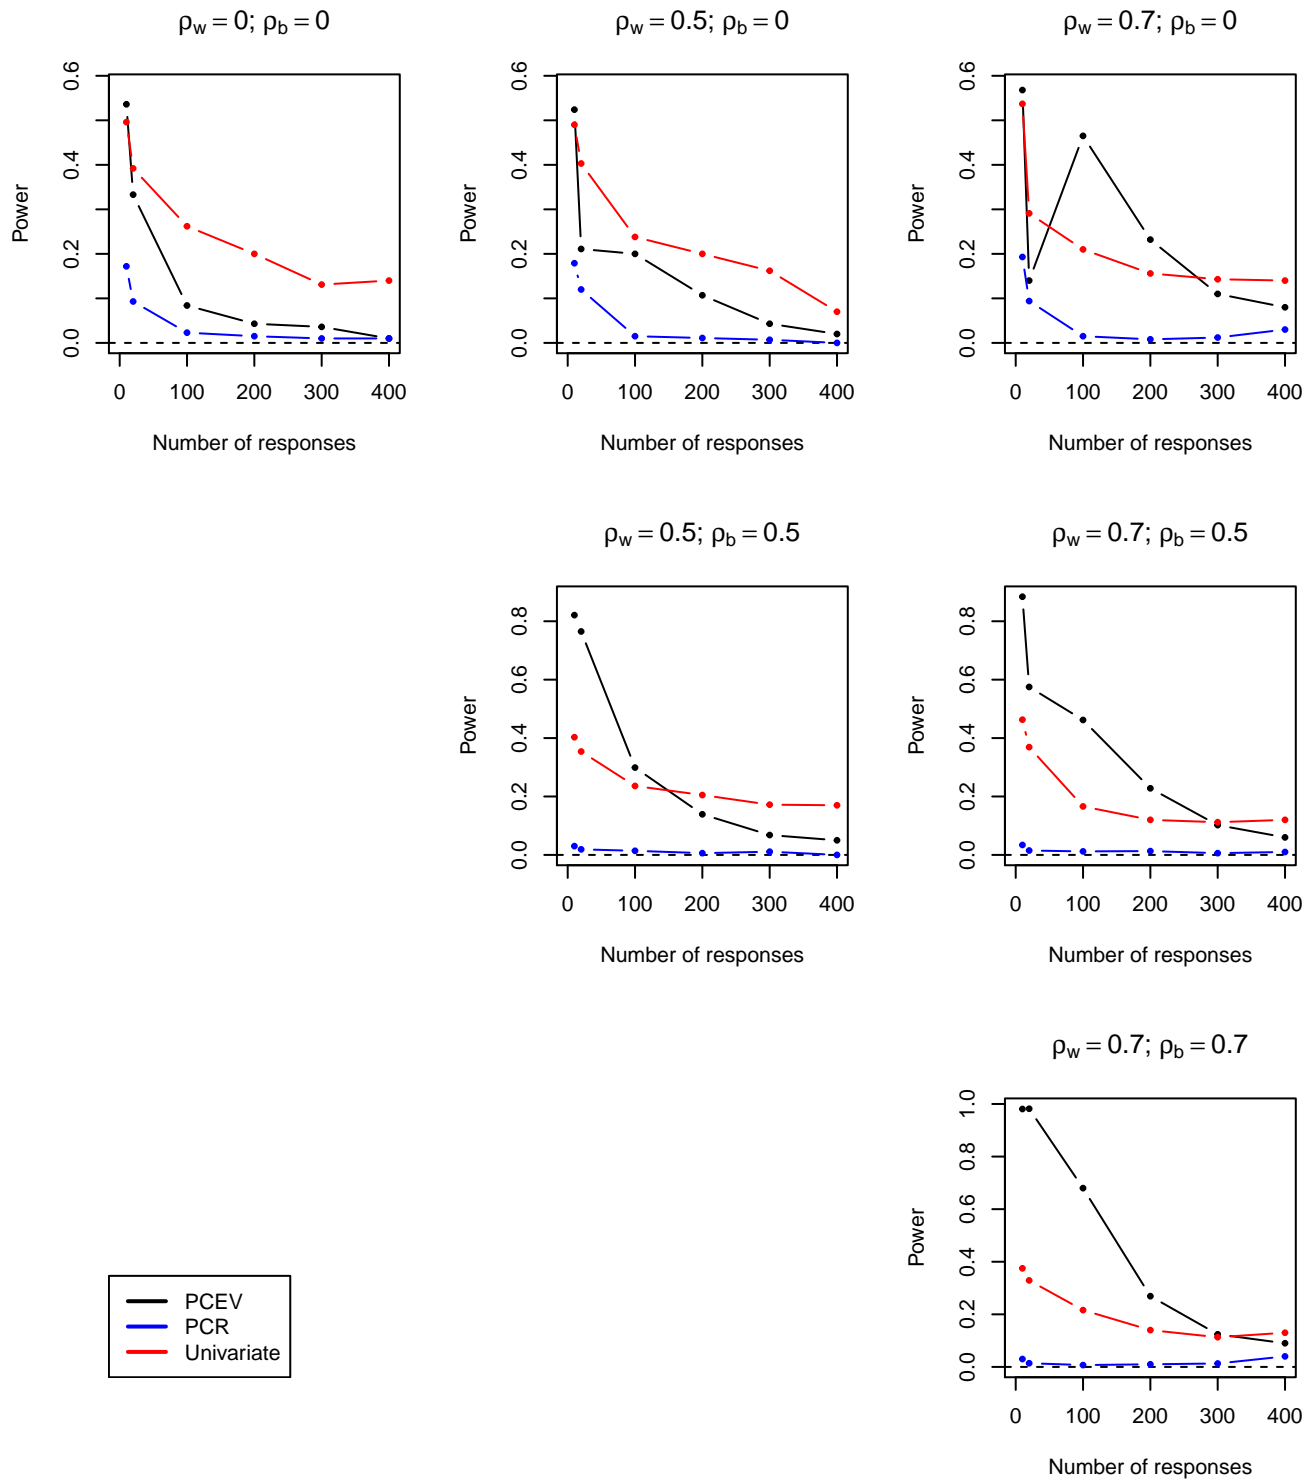 ρw = 0; ρb = 0
0.0 0.2 0.4 0.6
Power
0 100 200 300 400
Number of responses
ρw = 0.5; ρb = 0
0.0 0.2 0.4 0.6
Power
0 100 200 300 400
Number of responses
ρw = 0.7; ρb = 0
0.0 0.2 0.4 0.6
Power
0 100 200 300 400
Number of responses
ρw = 0.5; ρb = 0.5
0.0 0.2 0.4 0.6 0.8
Power
0 100 200 300 400
Number of responses
ρw = 0.7; ρb = 0.5
0.0 0.2 0.4 0.6 0.8
Power
0 100 200 300 400
Number of responses
ρw = 0.7; ρb = 0.7
0.0 0.2 0.4 0.6 0.8 1.0
Power
0 100 200 300 400
Number of responses
PCEV
PCR
Univariate